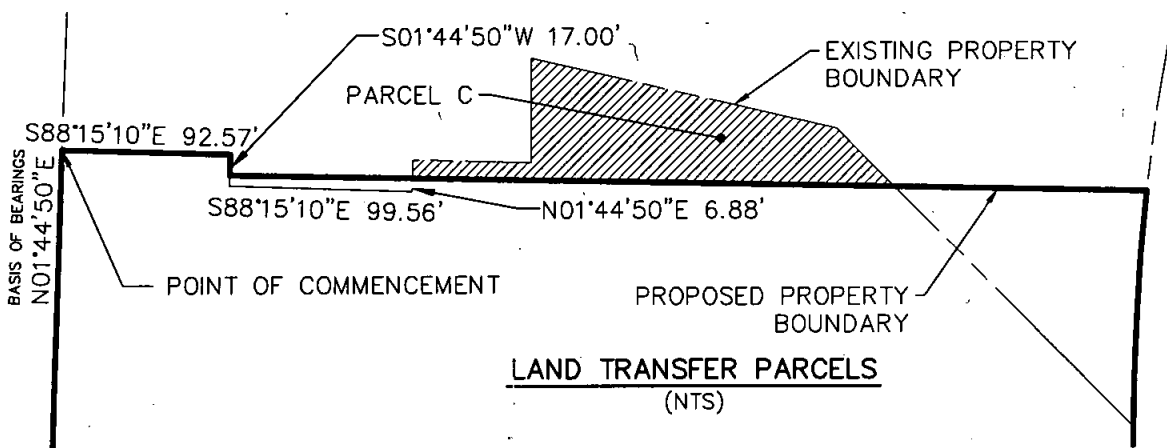 S01°44'50"W 17.00'
EXISTING PROPERTY
BOUNDARY
PARCEL C
S88°15'10"E 92.57'
BASIS OF BEARINGS
N01°44'50"E
S88°15'10"E 99.56'
N01°44'50"E 6.88'
POINT OF COMMENCEMENT
PROPOSED PROPERTY
BOUNDARY
LAND TRANSFER PARCELS
(NTS)